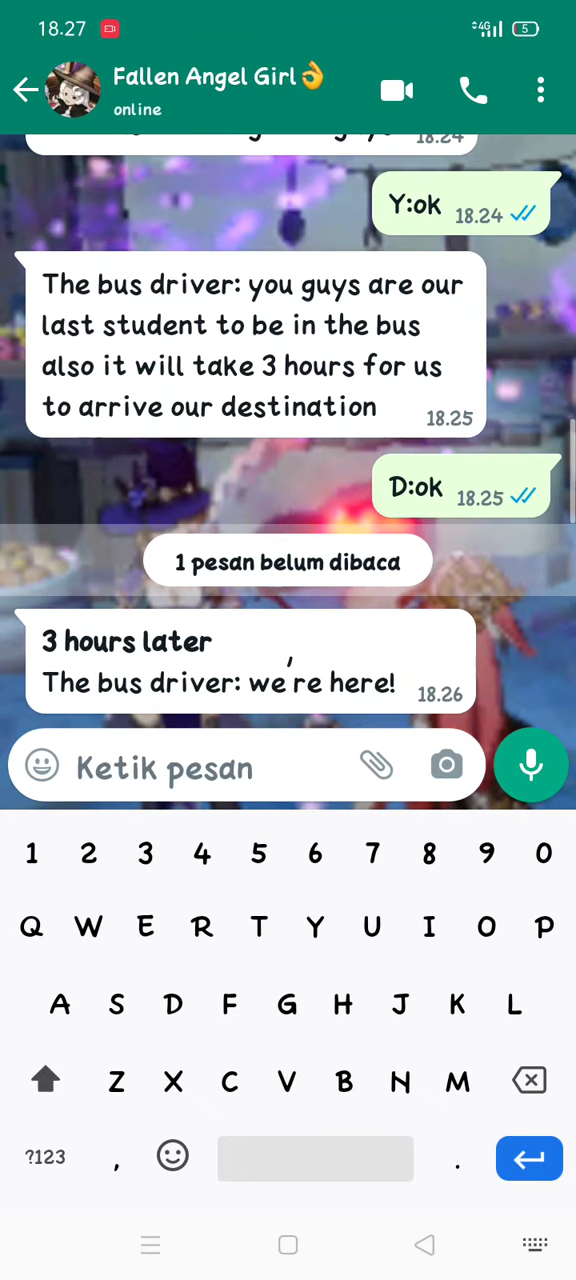 18.27
4G
5
Fallen Angel Girl👌
online
18.24
Y:ok 18.24
The bus driver: you guys are our
last student to be in the bus
also it will take 3 hours for us
to arrive our destination 18.25
D:ok 18.25
1 pesan belum dibaca
3 hours later
The bus driver: we're here! 18.26
Ketik pesan
1 2 3 4 5 6 7 8 9 0
Q W E R T Y U I O P
A S D F G H J K L
Z X C V B N M
?123 , .